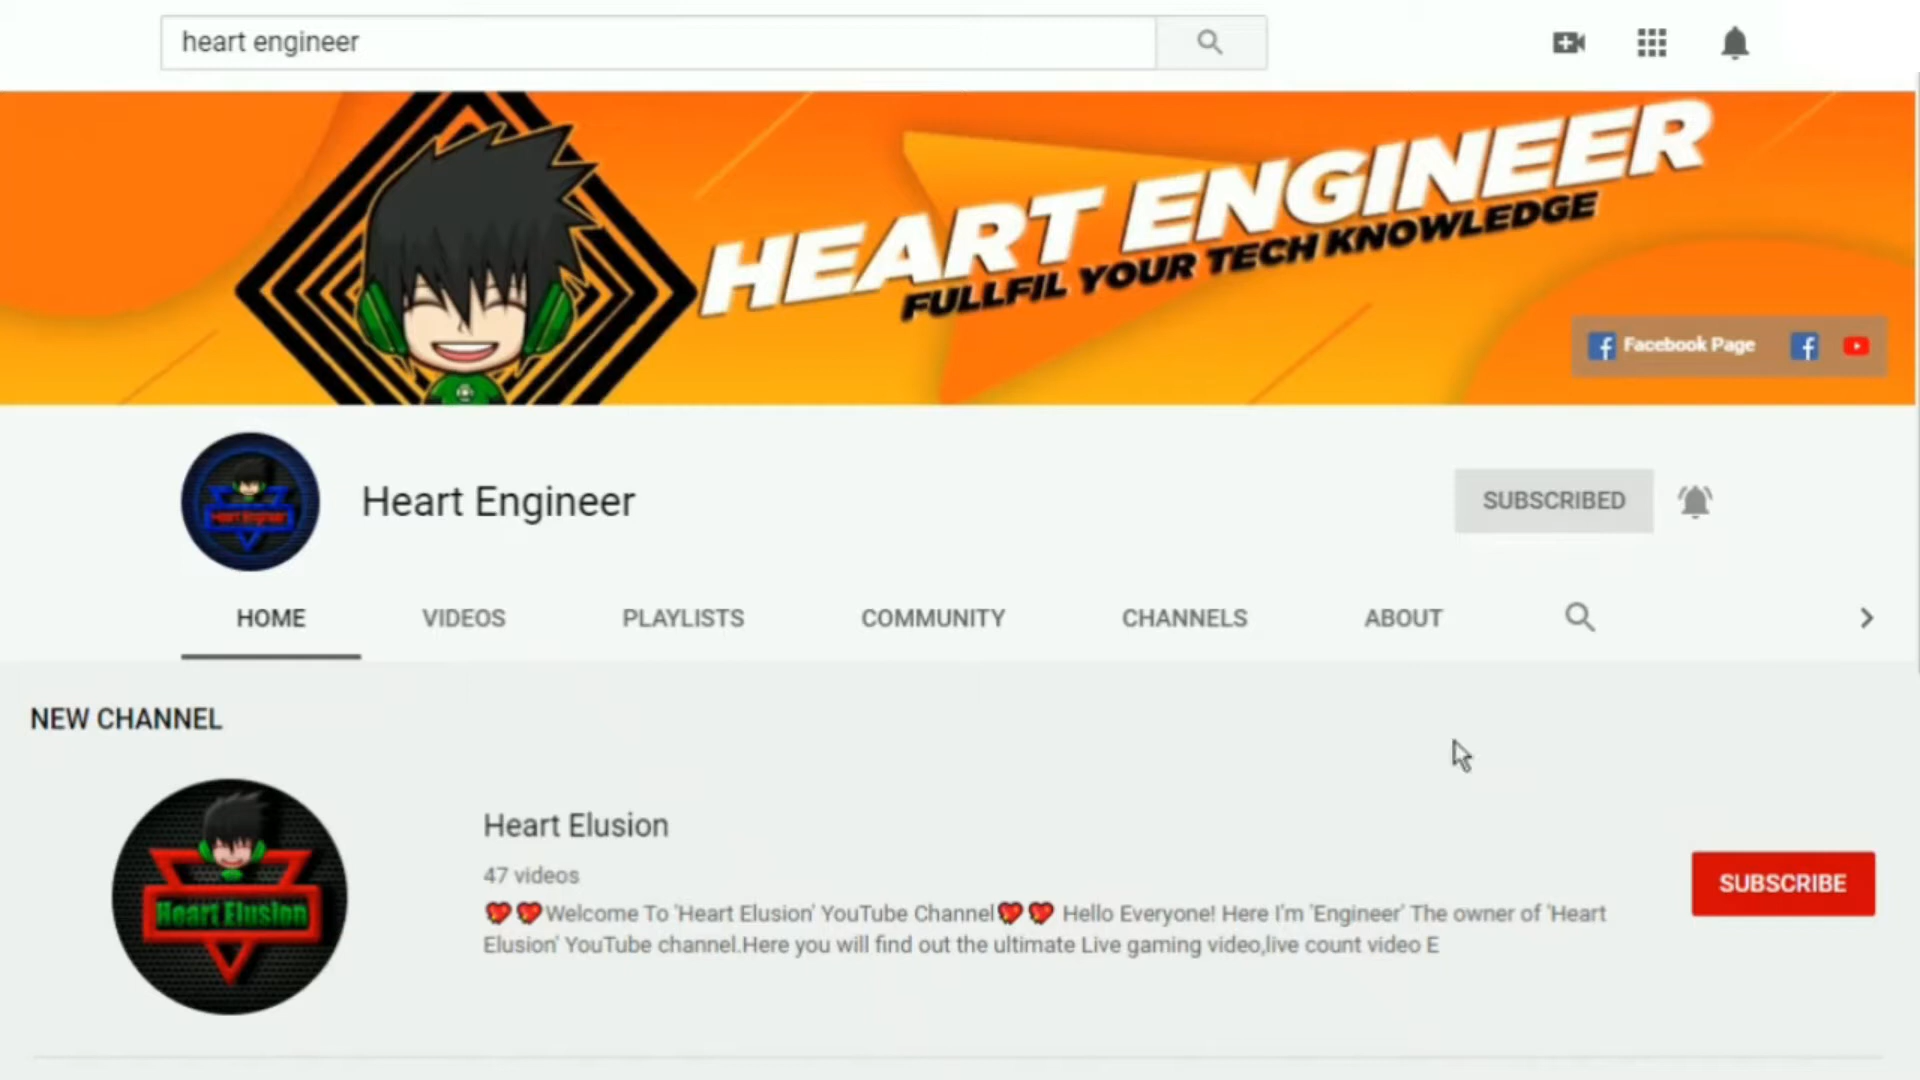 heart engineer
HEART ENGINEER
FULLFIL YOUR TECH KNOWLEDGE
Facebook Page
Heart Engineer
Heart Engineer
SUBSCRIBED
HOME
VIDEOS
PLAYLISTS
COMMUNITY
CHANNELS
ABOUT
NEW CHANNEL
Heart Elusion
Heart Elusion
47 videos
💖💖Welcome To 'Heart Elusion' YouTube Channel💖💖 Hello Everyone! Here I'm 'Engineer' The owner of 'Heart
Elusion' YouTube channel.Here you will find out the ultimate Live gaming video,live count video E
SUBSCRIBE